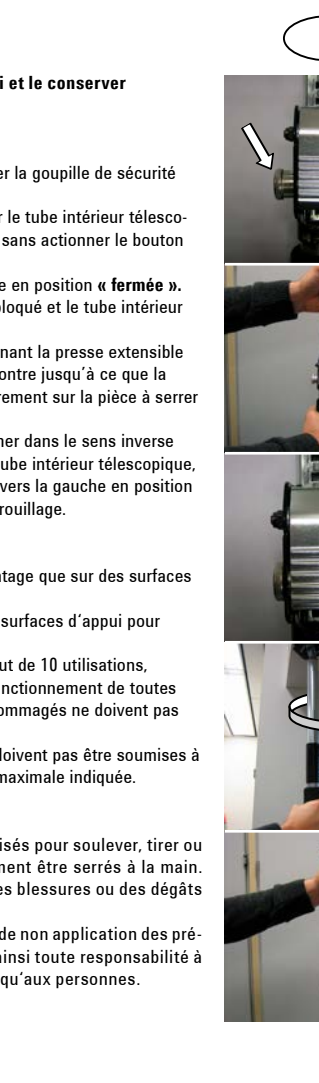 i et le conserver
er la goupille de sécurité
r le tube intérieur télesco-
sans actionner le bouton
e en position « fermée ».
loqué et le tube intérieur
nant la presse extensible
ontre jusqu'à ce que la
rement sur la pièce à serrer
ner dans le sens inverse
ube intérieur télescopique,
vers la gauche en position
rouillage.
ntage que sur des surfaces
surfaces d'appui pour
ut de 10 utilisations,
nctionnement de toutes
ommagés ne doivent pas
doivent pas être soumises à
maximale indiquée.
isés pour soulever, tirer ou
ment être serrés à la main.
es blessures ou des dégâts
de non application des pré-
ainsi toute responsabilité à
qu'aux personnes.